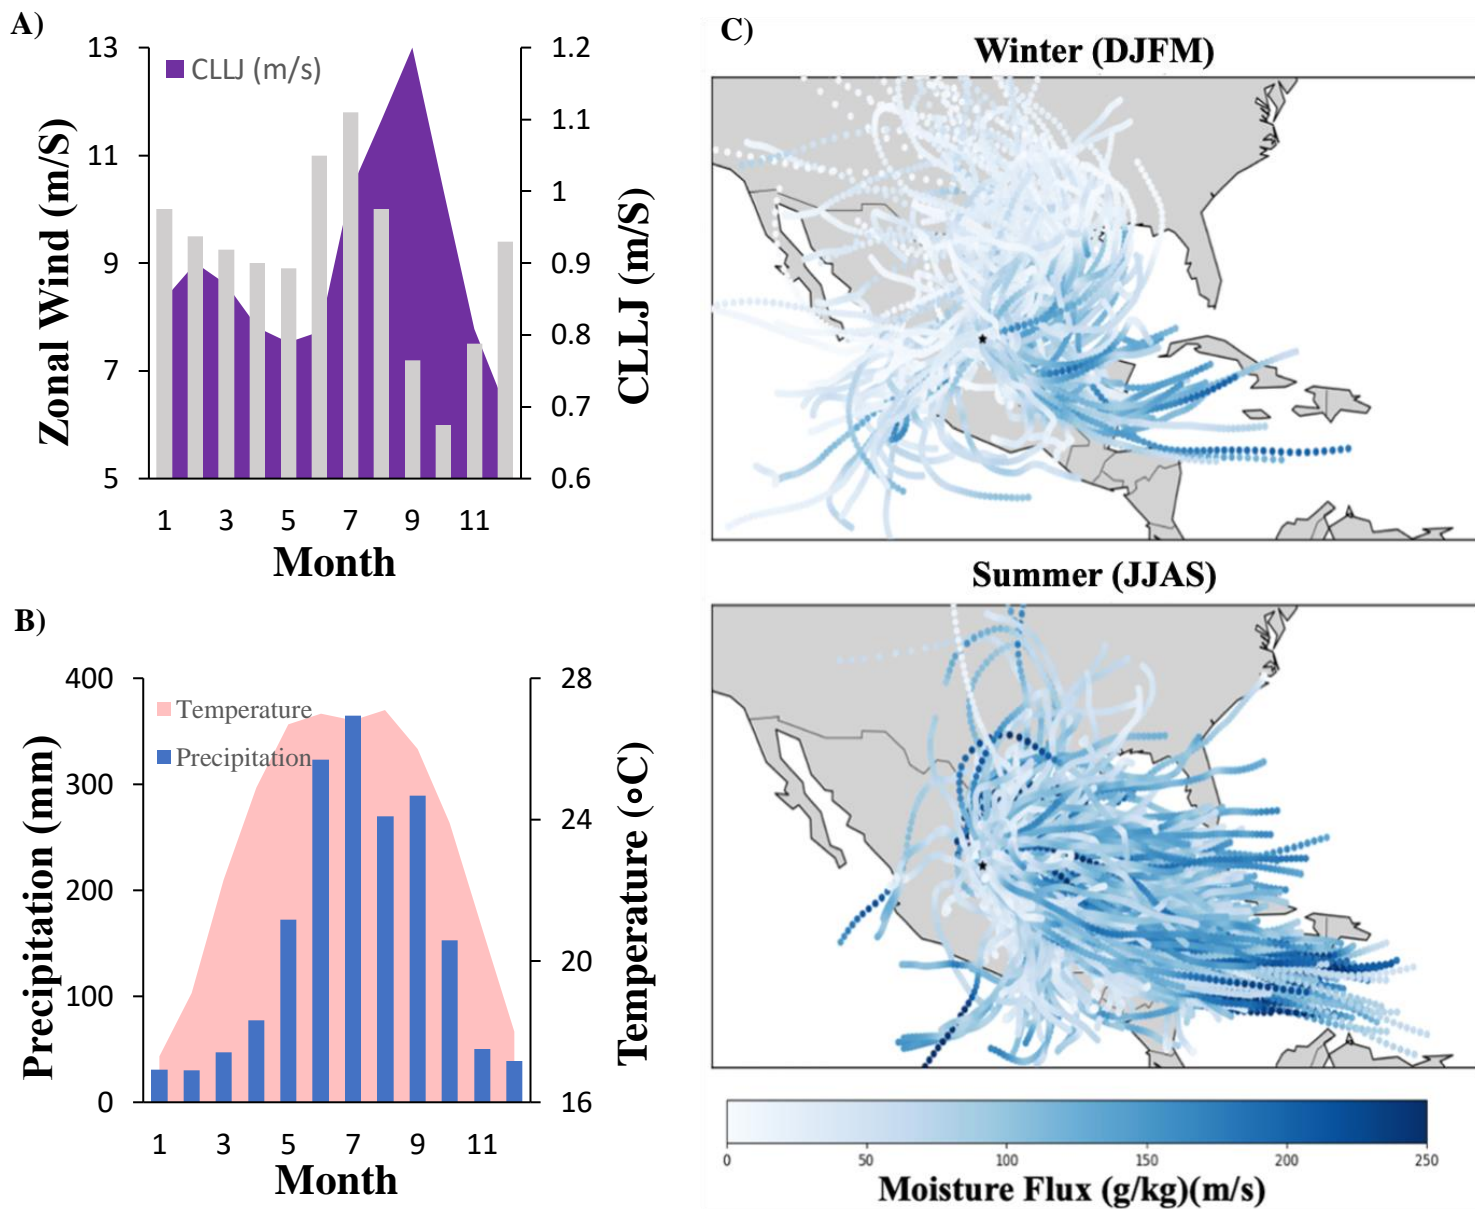 A)
CLLJ (m/s)
13
11
9
7
5
1.2
1.1
1
0.9
0.8
0.7
0.6
Zonal Wind (m/S)
CLLJ (m/S)
1 3 5 7 9 11
Month
B)
Temperature
Precipitation
400
300
200
100
0
28
24
20
16
Precipitation (mm)
Temperature (∘C)
1 3 5 7 9 11
Month
C)
Winter (DJFM)
Summer (JJAS)
0 50 100 150 200 250
Moisture Flux (g/kg)(m/s)